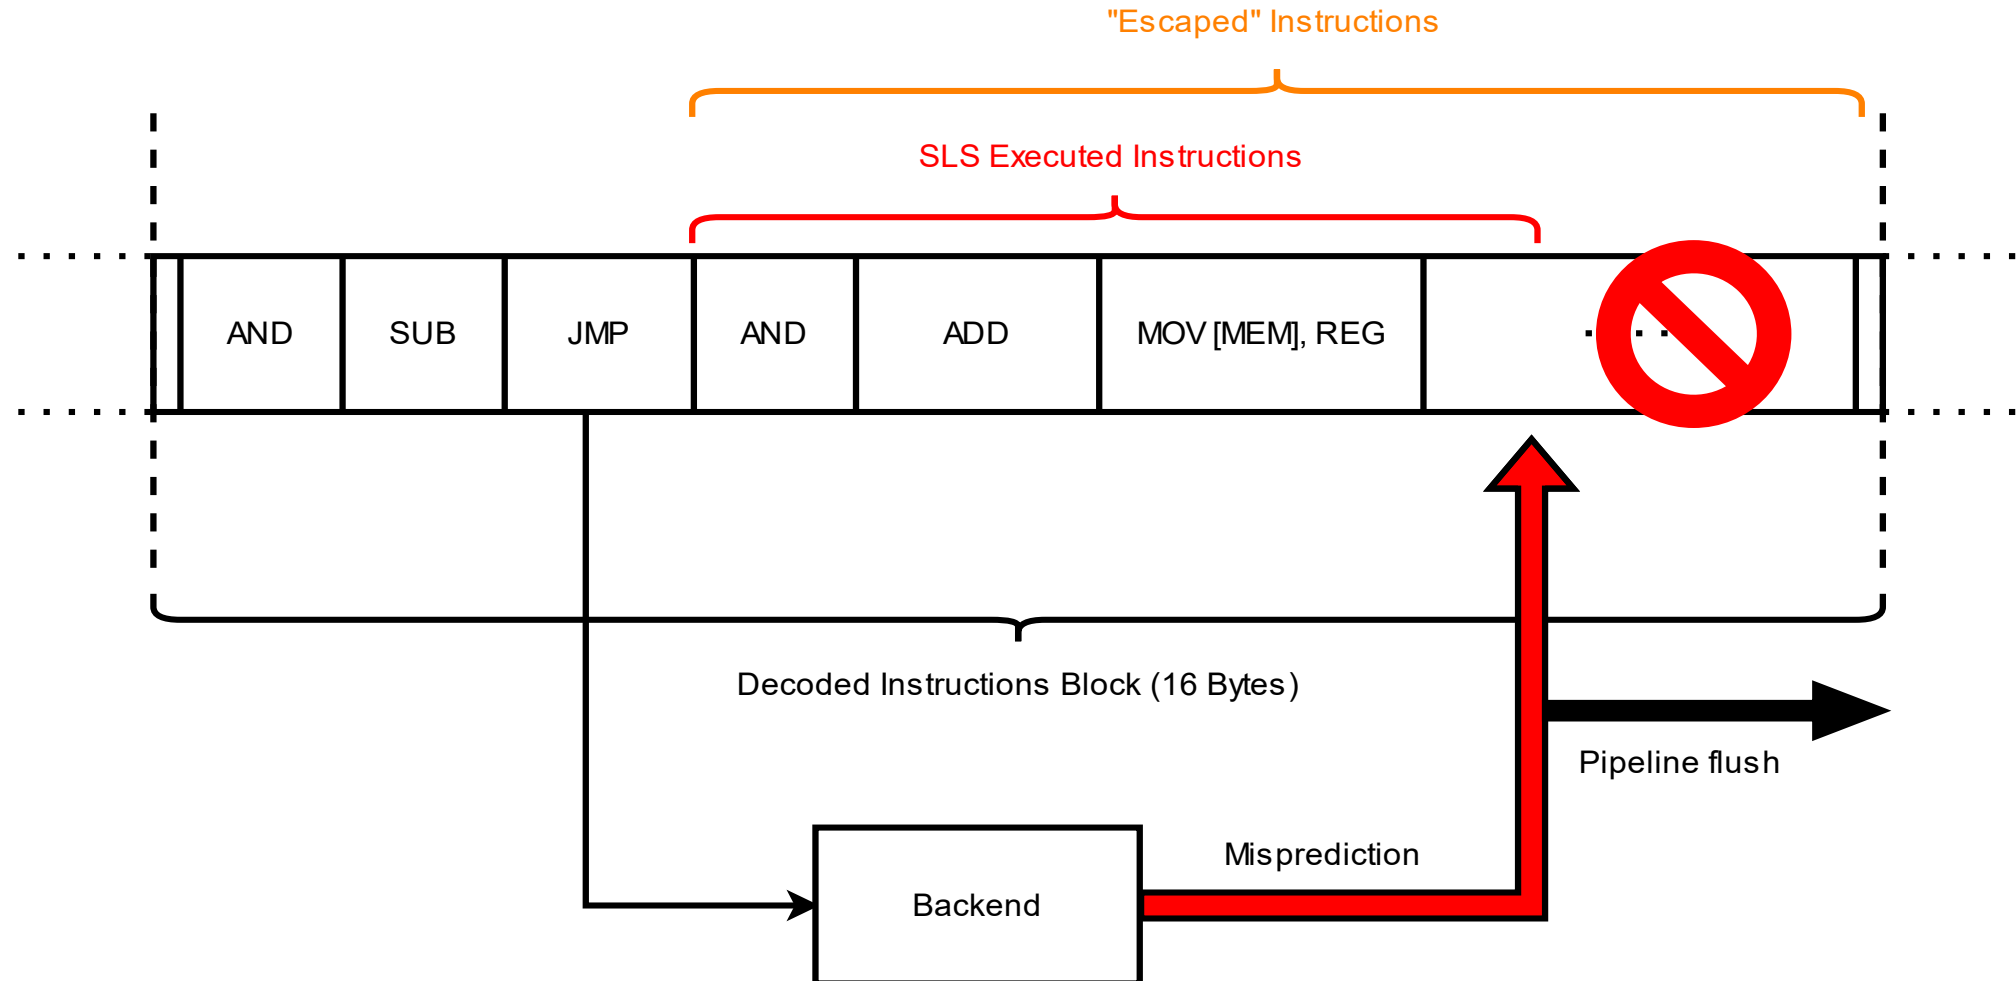 "Escaped" Instructions
SLS Executed Instructions
AND
SUB
JMP
AND
ADD
MOV [MEM], REG
Decoded Instructions Block (16 Bytes)
Pipeline flush
Misprediction
Backend